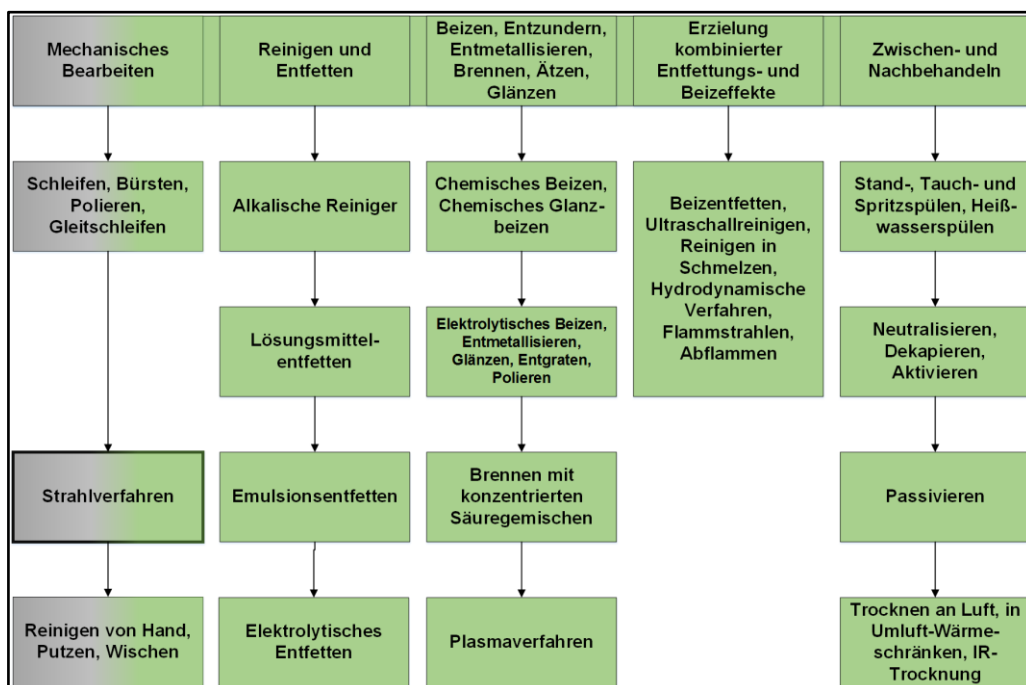 Mechanisches
Bearbeiten
Reinigen und
Entfetten
Beizen, Entzundern,
Entmetallisieren,
Brennen, Ätzen,
Glänzen
Erzielung
kombinierter
Entfettungs- und
Beizeffekte
Zwischen- und
Nachbehandeln
Schleifen, Bürsten,
Polieren,
Gleitschleifen
Alkalische Reiniger
Chemisches Beizen,
Chemisches Glanz-
beizen
Beizentfetten,
Ultraschallreinigen,
Reinigen in
Schmelzen,
Hydrodynamische
Verfahren,
Flammstrahlen,
Abflammen
Stand-, Tauch- und
Spritzspülen, Heiß-
wasserspülen
Lösungsmittel-
entfetten
Elektrolytisches Beizen,
Entmetallisieren,
Glänzen, Entgraten,
Polieren
Neutralisieren,
Dekapieren,
Aktivieren
Strahlverfahren
Emulsionsentfetten
Brennen mit
konzentrierten
Säuregemischen
Passivieren
Reinigen von Hand,
Putzen, Wischen
Elektrolytisches
Entfetten
Plasmaverfahren
Trocknen an Luft, in
Umluft-Wärme-
schränken, IR-
Trocknung